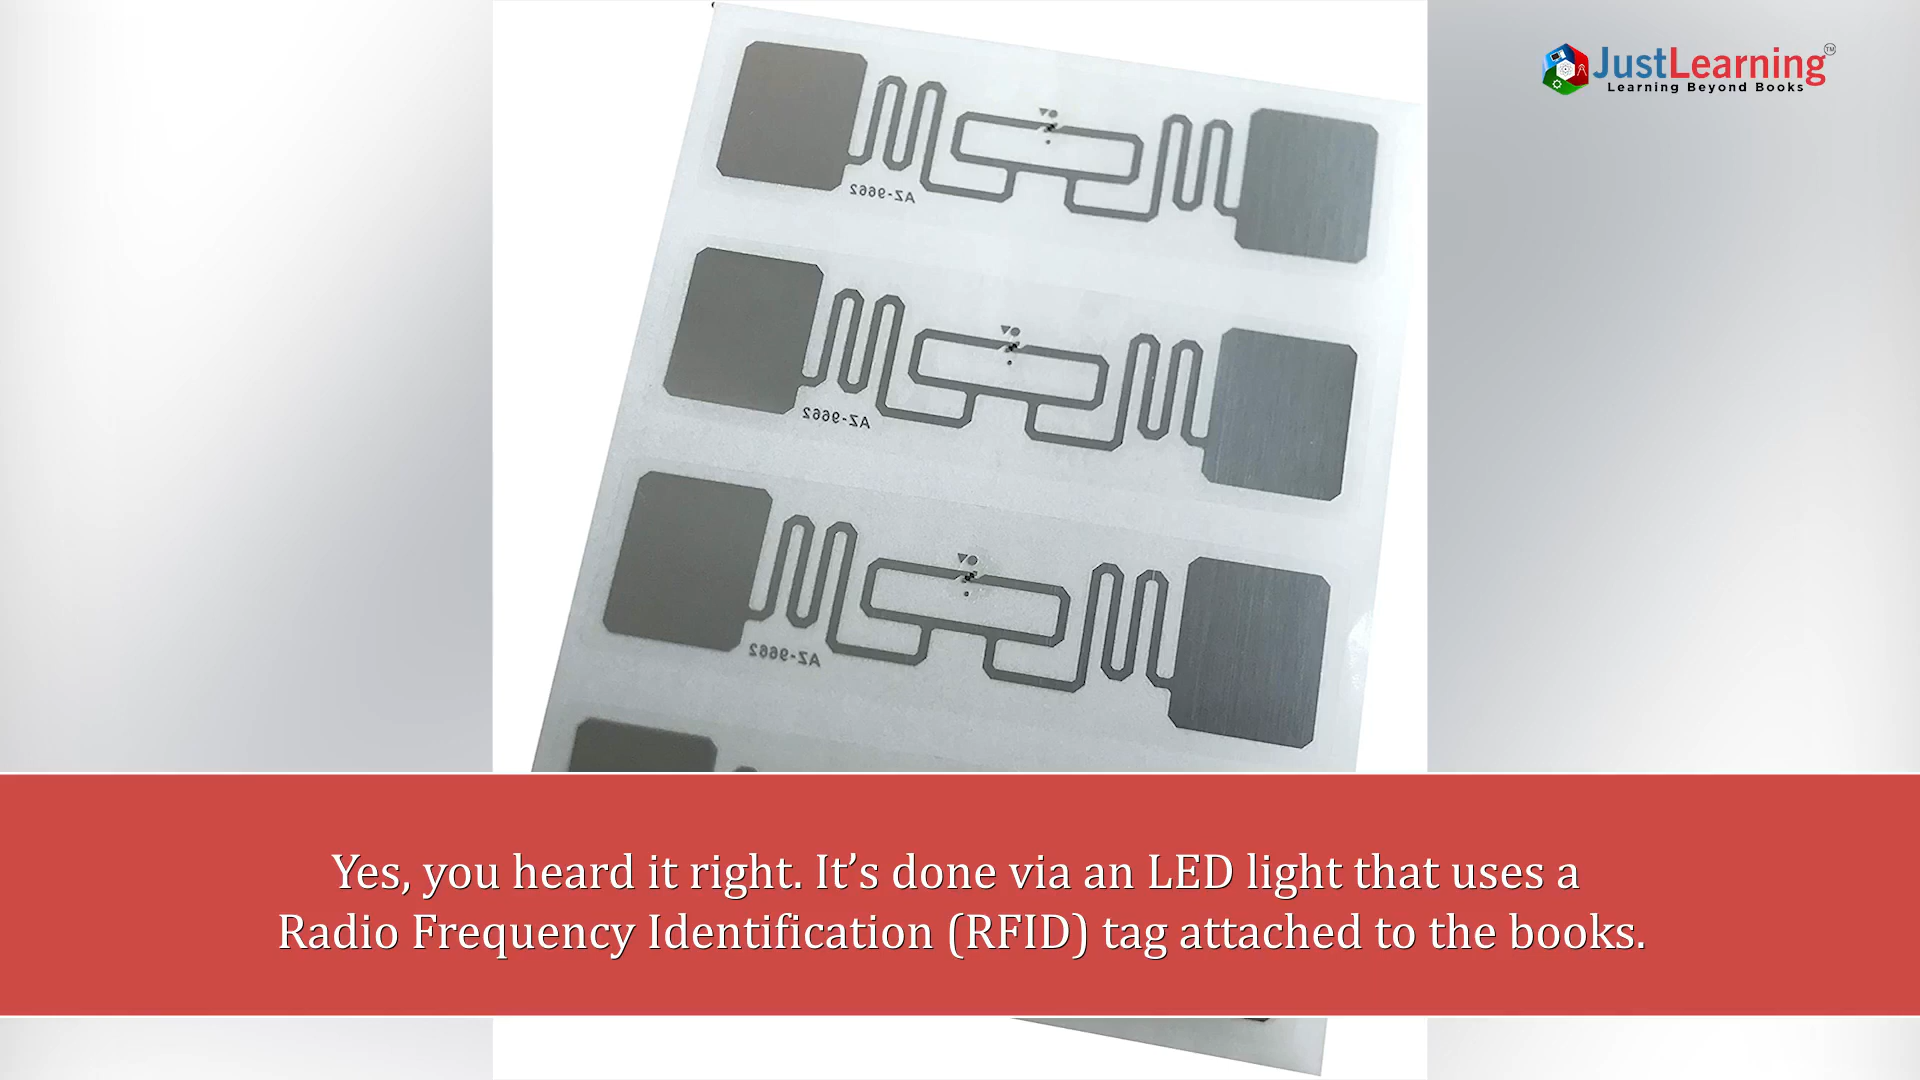 JustLearning™
Learning Beyond Books
AZ-9662
AZ-9662
AZ-9662
Yes, you heard it right. It’s done via an LED light that uses a
Radio Frequency Identification (RFID) tag attached to the books.